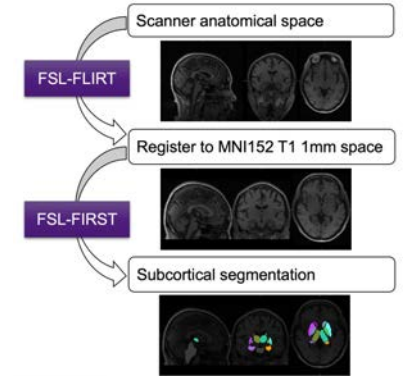 Scanner anatomical space
FSL-FLIRT
Register to MNI152 T1 1mm space
FSL-FIRST
Subcortical segmentation